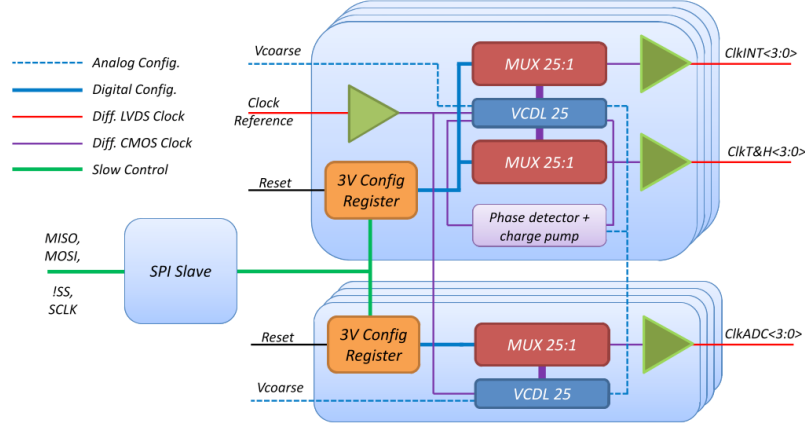 Analog Config.
Digital Config.
Diff. LVDS Clock
Diff. CMOS Clock
Slow Control
MISO,
MOSI,
!SS,
SCLK
SPI Slave
Vcoarse
Clock
Reference
Reset
3V Config
Register
MUX 25:1
VCDL 25
MUX 25:1
Phase detector +
charge pump
ClkINT<3:0>
ClkT&H<3:0>
Reset
3V Config
Register
Vcoarse
MUX 25:1
VCDL 25
ClkADC<3:0>